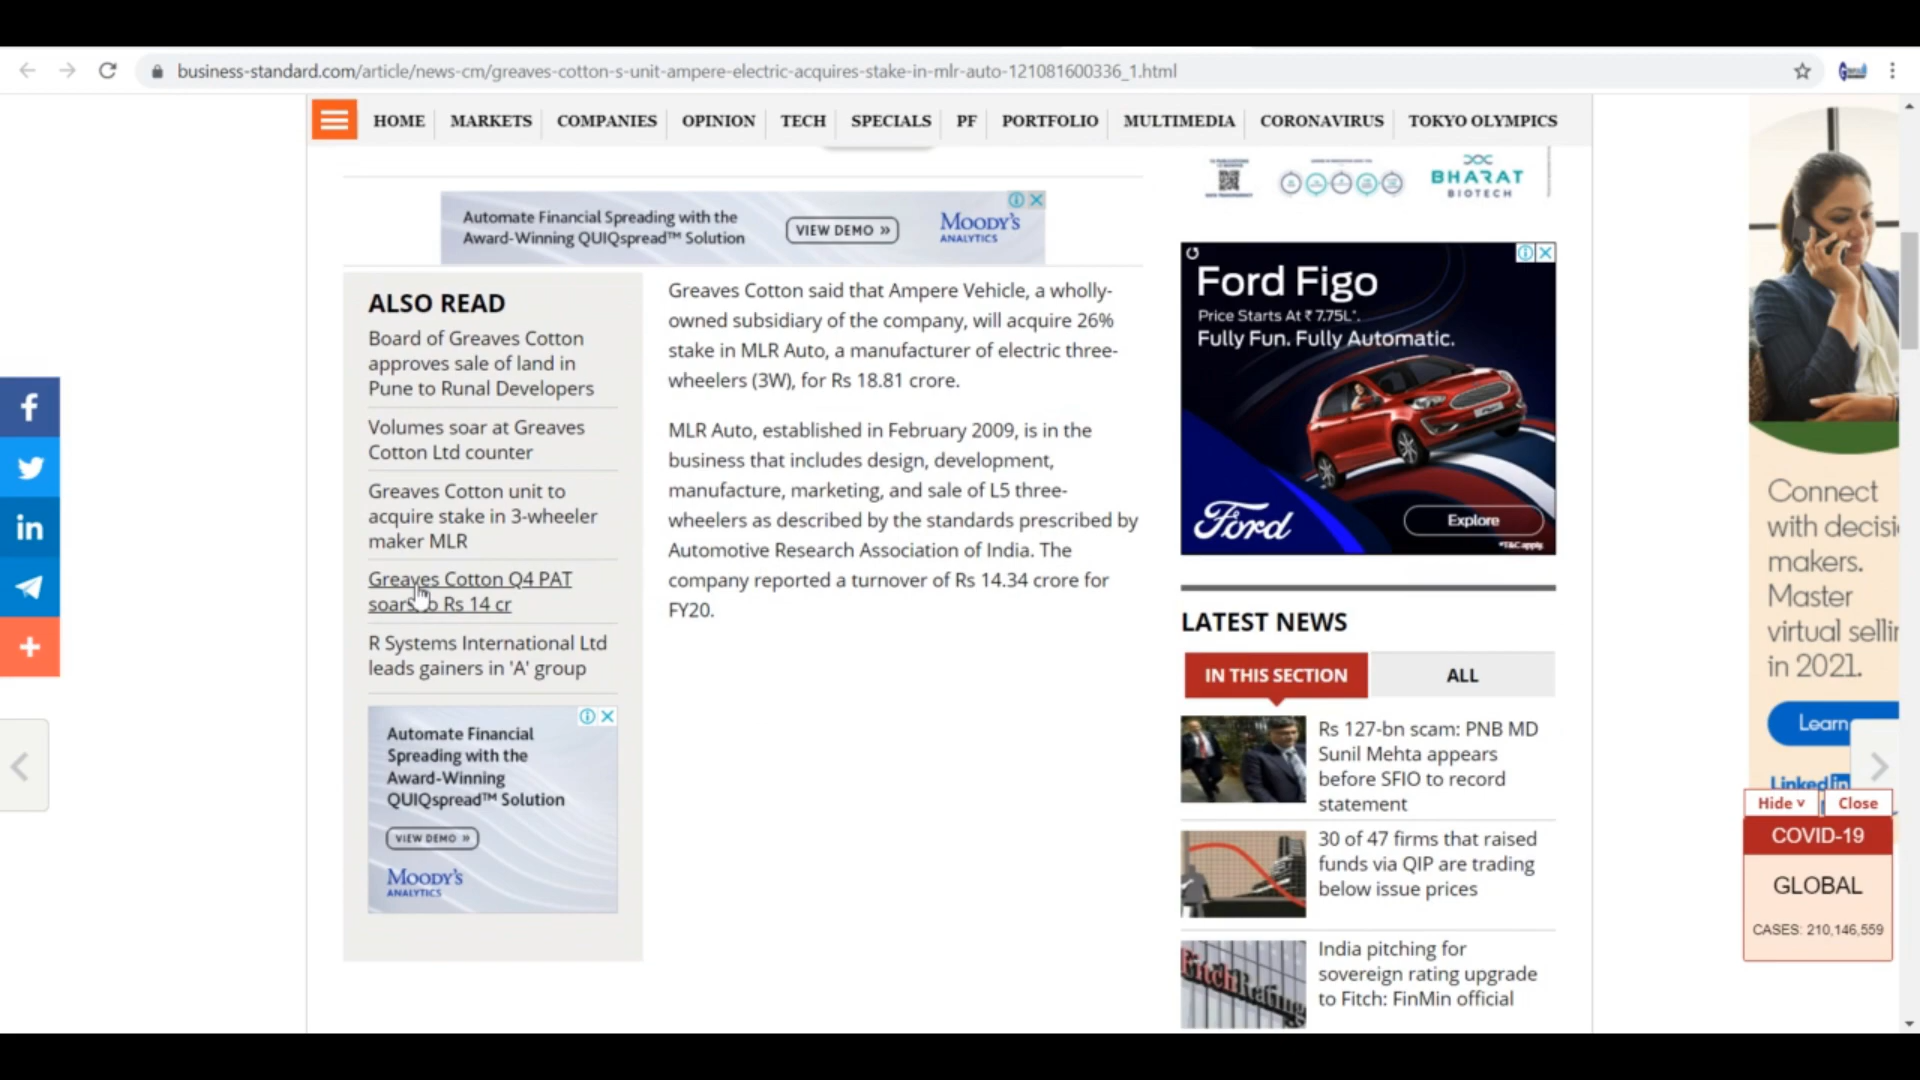 business-standard.com/article/news-cm/greaves-cotton-s-unit-ampere-electric-acquires-stake-in-mlr-auto-121081600336_1.html
HOME
MARKETS
COMPANIES
OPINION
TECH
SPECIALS
PF
PORTFOLIO
MULTIMEDIA
CORONAVIRUS
TOKYO OLYMPICS
Automate Financial Spreading with the
Award-Winning QUIQspread™ Solution
VIEW DEMO »
MOODY'S
ANALYTICS
BHARAT
BIOTECH
ALSO READ
Board of Greaves Cotton
approves sale of land in
Pune to Runal Developers
Volumes soar at Greaves
Cotton Ltd counter
Greaves Cotton unit to
acquire stake in 3-wheeler
maker MLR
Greaves Cotton Q4 PAT
soars to Rs 14 cr
R Systems International Ltd
leads gainers in 'A' group
Automate Financial
Spreading with the
Award-Winning
QUIQspread™ Solution
VIEW DEMO »
MOODY'S
ANALYTICS
Greaves Cotton said that Ampere Vehicle, a wholly-
owned subsidiary of the company, will acquire 26%
stake in MLR Auto, a manufacturer of electric three-
wheelers (3W), for Rs 18.81 crore.
MLR Auto, established in February 2009, is in the
business that includes design, development,
manufacture, marketing, and sale of L5 three-
wheelers as described by the standards prescribed by
Automotive Research Association of India. The
company reported a turnover of Rs 14.34 crore for
FY20.
Ford Figo
Price Starts At ₹ 7.75L*.
Fully Fun. Fully Automatic.
Ford
Explore
*T&C apply.
LATEST NEWS
IN THIS SECTION
ALL
Rs 127-bn scam: PNB MD
Sunil Mehta appears
before SFIO to record
statement
30 of 47 firms that raised
funds via QIP are trading
below issue prices
FitchRatings
India pitching for
sovereign rating upgrade
to Fitch: FinMin official
Connect
with decisi
makers.
Master
virtual sellin
in 2021.
Learn
Linked in
Hide v
Close
COVID-19
GLOBAL
CASES: 210,146,559